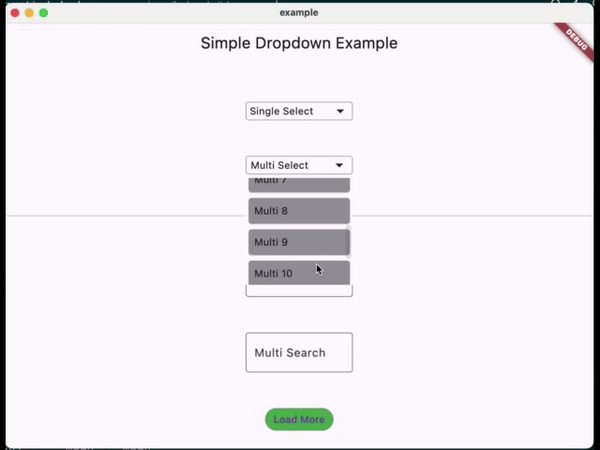 example
Simple Dropdown Example
DEBUG
Single Select
Multi Select
Multi 7
Multi 8
Multi 9
Multi 10
Multi Search
Load More